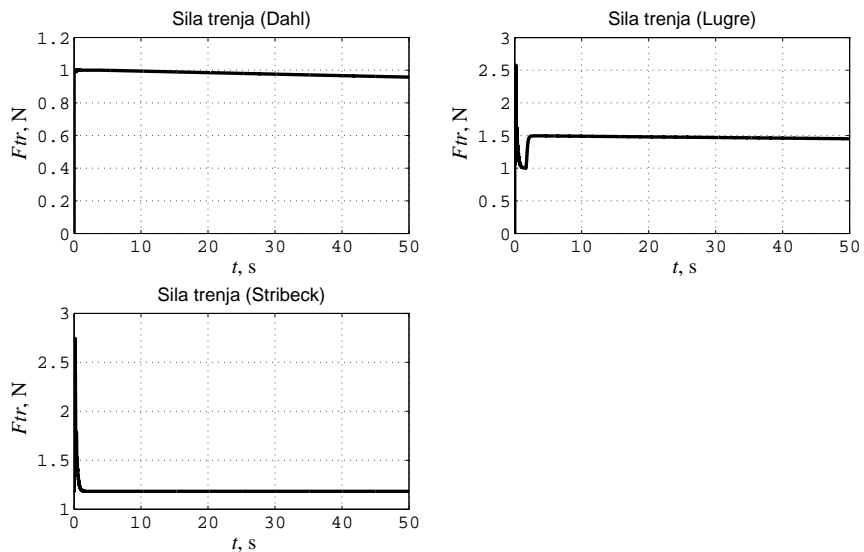 Sila trenja (Dahl)
1.2
1
0.8
0.6
0.4
0.2
0
Ftr, N
0 10 20 30 40 50
t, s
Sila trenja (Lugre)
3
2.5
2
1.5
1
0.5
0
Ftr, N
0 10 20 30 40 50
t, s
Sila trenja (Stribeck)
3
2.5
2
1.5
1
Ftr, N
0 10 20 30 40 50
t, s